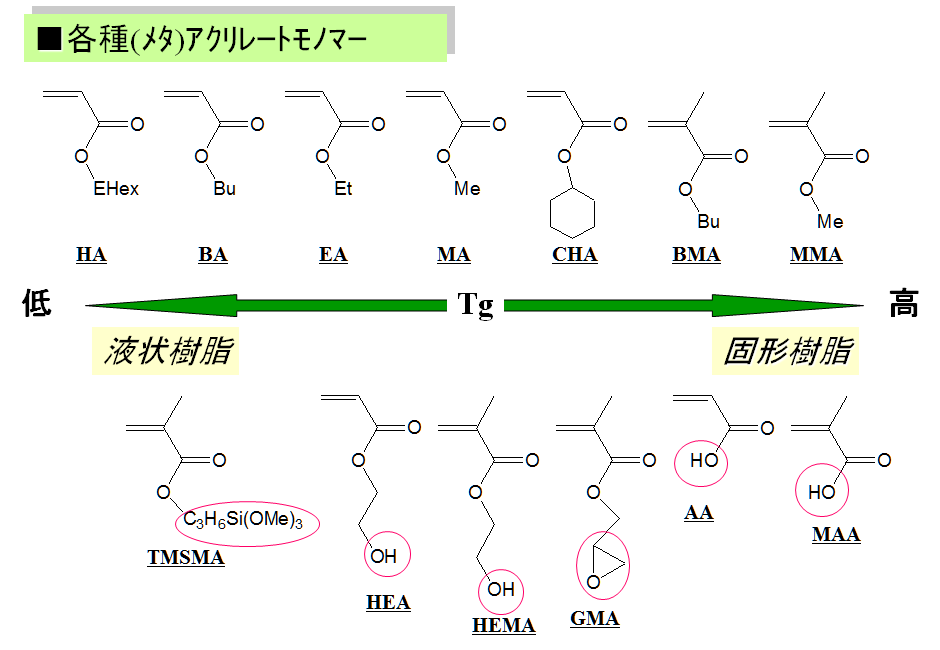 ■各種(メタ)アクリレートモノマー
O O O O O O O
O O O O O O O
EHex Bu Et Me Bu Me
HA BA EA MA CHA BMA MMA
低 Tg 高
液状樹脂 固形樹脂
O O O O O O
O O O O HO HO
C3H6Si(OMe)3 OH OH O
AA MAA
TMSMA HEA HEMA GMA